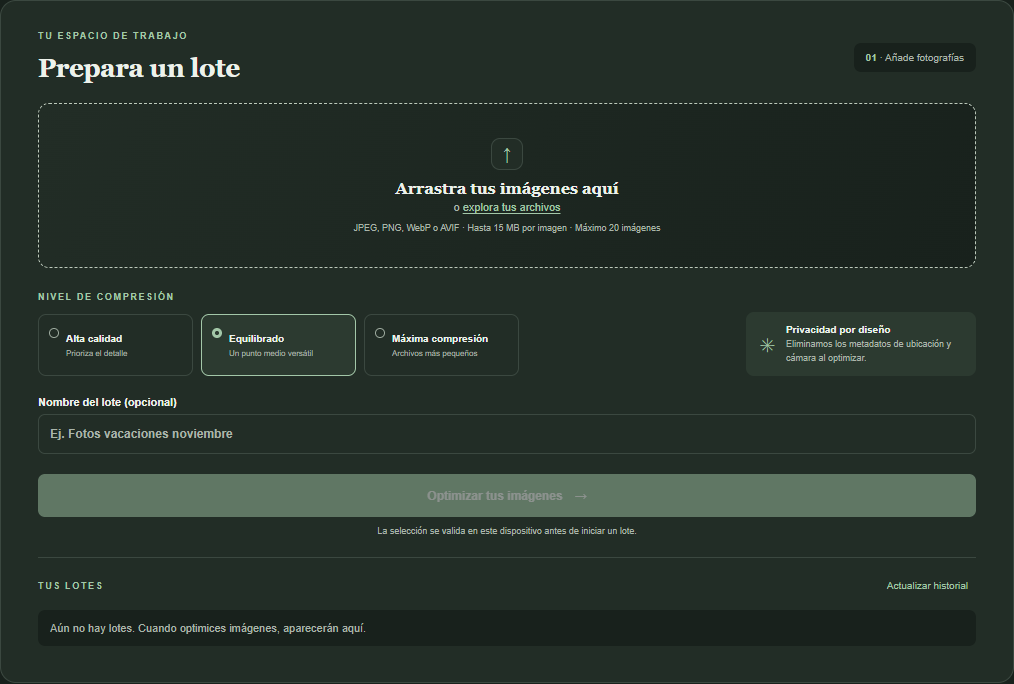 TU ESPACIO DE TRABAJO
Prepara un lote
01 · Añade fotografías
↑
Arrastra tus imágenes aquí
o explora tus archivos
JPEG, PNG, WebP o AVIF · Hasta 15 MB por imagen · Máximo 20 imágenes
NIVEL DE COMPRESIÓN
Alta calidad
Prioriza el detalle
Equilibrado
Un punto medio versátil
Máxima compresión
Archivos más pequeños
Privacidad por diseño
Eliminamos los metadatos de ubicación y
cámara al optimizar.
Nombre del lote (opcional)
Ej. Fotos vacaciones noviembre
Optimizar tus imágenes →
La selección se valida en este dispositivo antes de iniciar un lote.
TUS LOTES
Actualizar historial
Aún no hay lotes. Cuando optimices imágenes, aparecerán aquí.